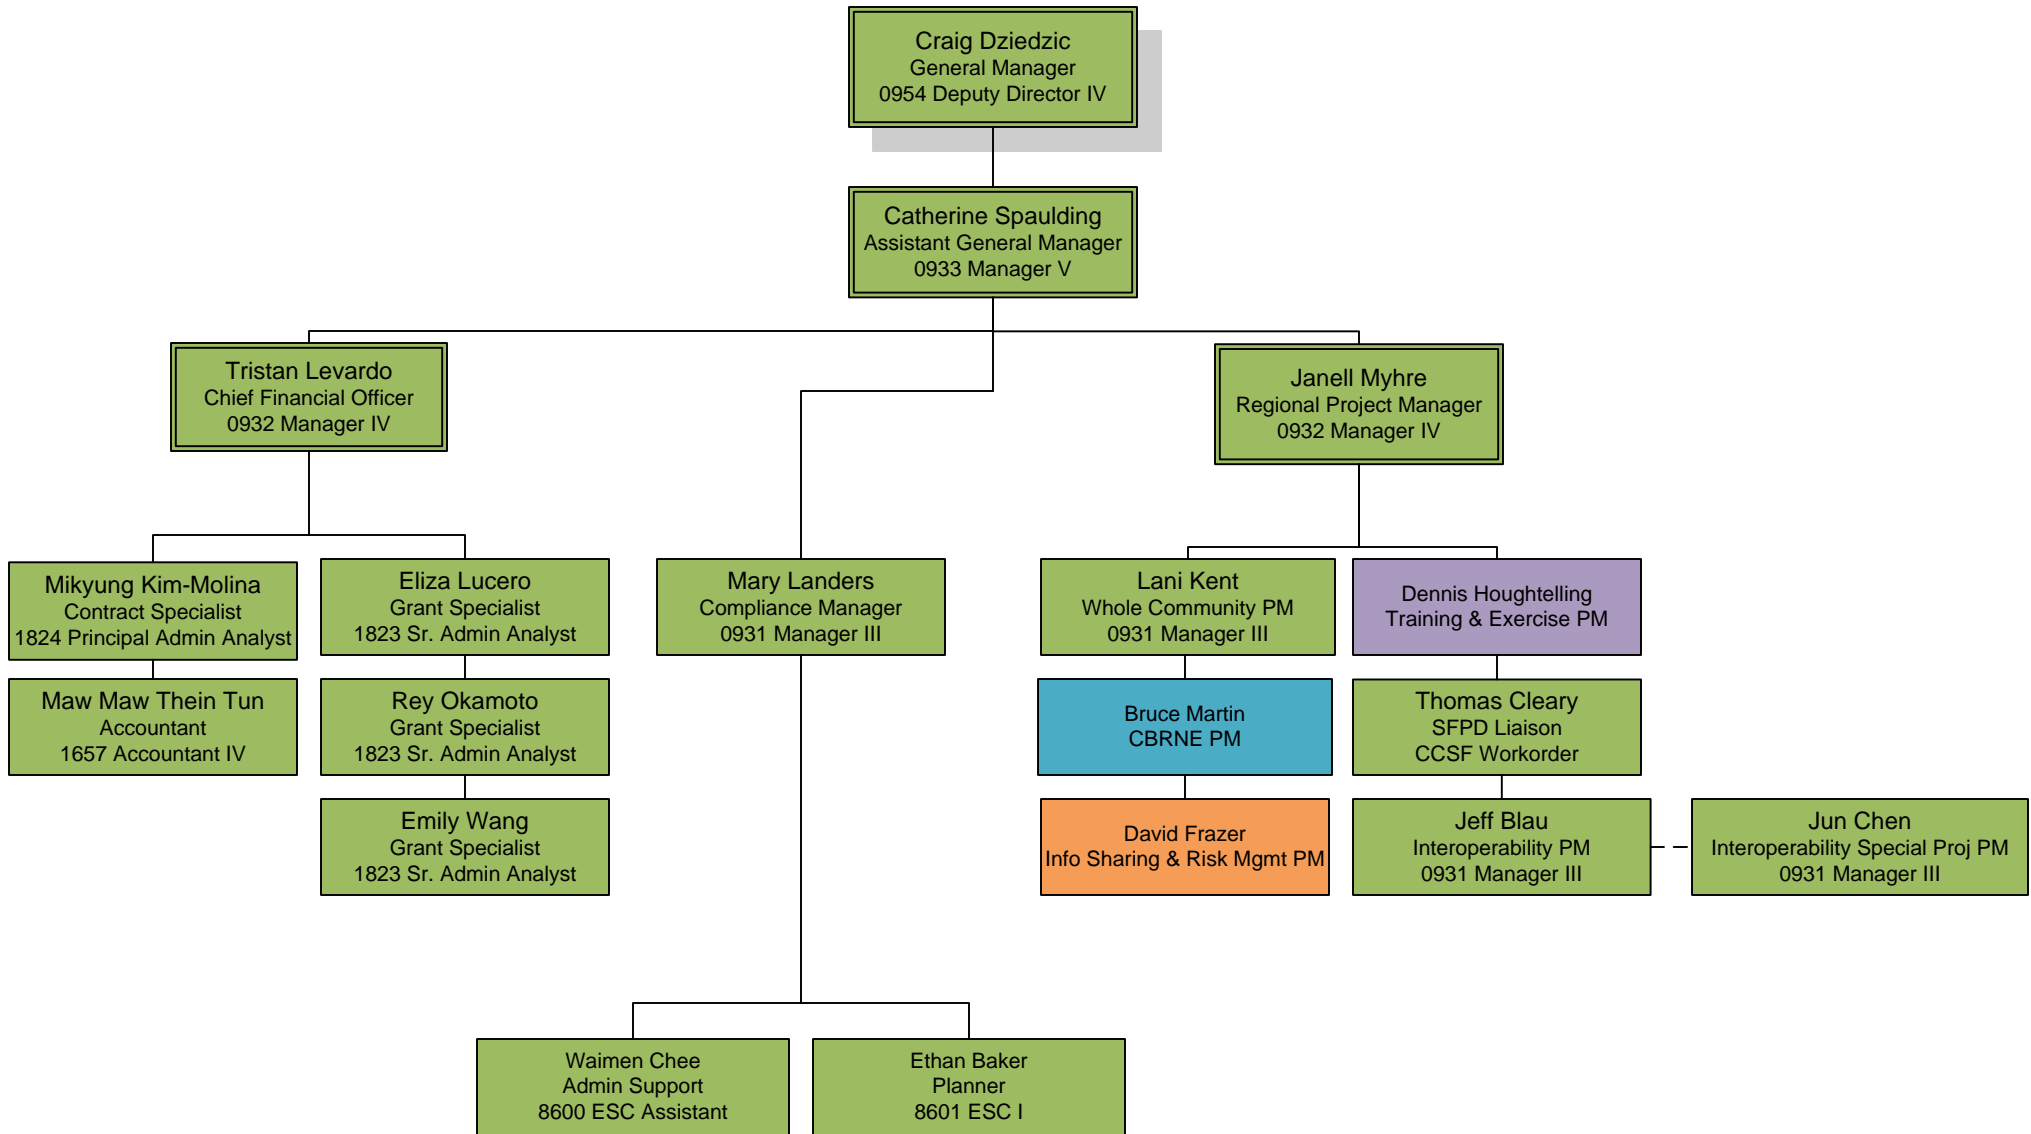 Craig Dziedzic
General Manager
0954 Deputy Director IV
Catherine Spaulding
Assistant General Manager
0933 Manager V
Tristan Levardo
Chief Financial Officer
0932 Manager IV
Janell Myhre
Regional Project Manager
0932 Manager IV
Mikyung Kim-Molina
Contract Specialist
1824 Principal Admin Analyst
Eliza Lucero
Grant Specialist
1823 Sr. Admin Analyst
Mary Landers
Compliance Manager
0931 Manager III
Lani Kent
Whole Community PM
0931 Manager III
Dennis Houghtelling
Training & Exercise PM
Maw Maw Thein Tun
Accountant
1657 Accountant IV
Rey Okamoto
Grant Specialist
1823 Sr. Admin Analyst
Bruce Martin
CBRNE PM
Thomas Cleary
SFPD Liaison
CCSF Workorder
Emily Wang
Grant Specialist
1823 Sr. Admin Analyst
David Frazer
Info Sharing & Risk Mgmt PM
Jeff Blau
Interoperability PM
0931 Manager III
Jun Chen
Interoperability Special Proj PM
0931 Manager III
Waimen Chee
Admin Support
8600 ESC Assistant
Ethan Baker
Planner
8601 ESC I